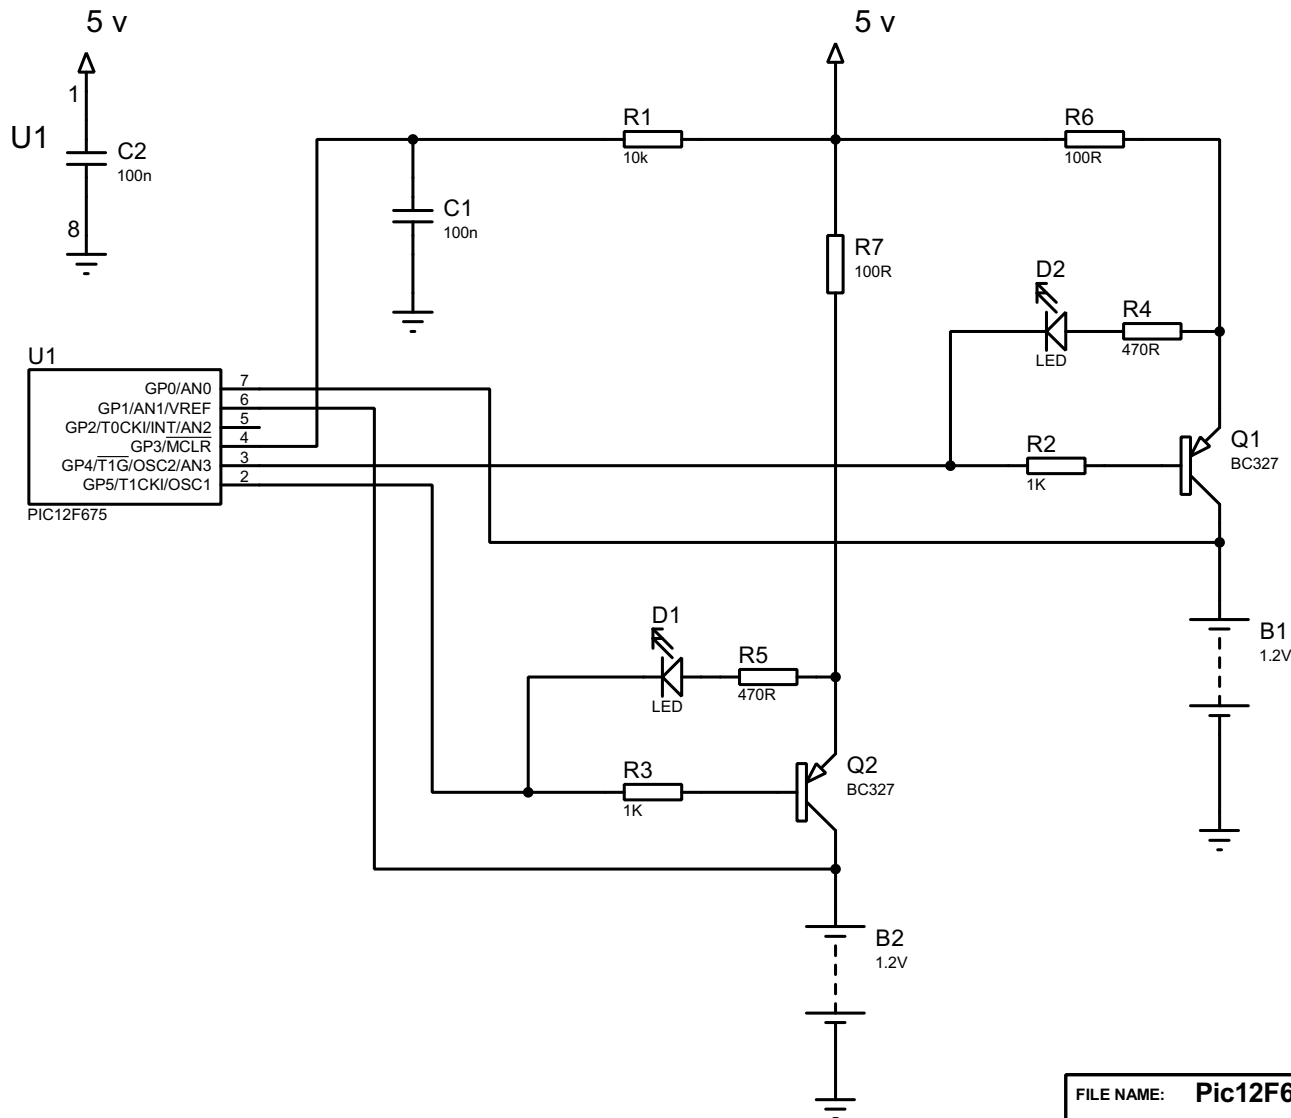 5 v
5 v
1
U1
C2
100n
8
R1
10k
R6
100R
C1
100n
R7
100R
D2
LED
R4
470R
U1
GP0/AN0 7
GP1/AN1/VREF 6
GP2/T0CKI/INT/AN2 5
GP3/MCLR 4
GP4/T1G/OSC2/AN3 3
GP5/T1CKI/OSC1 2
PIC12F675
R2
1K
Q1
BC327
B1
1.2V
D1
LED
R5
470R
R3
1K
Q2
BC327
B2
1.2V
FILE NAME: Pic12F6